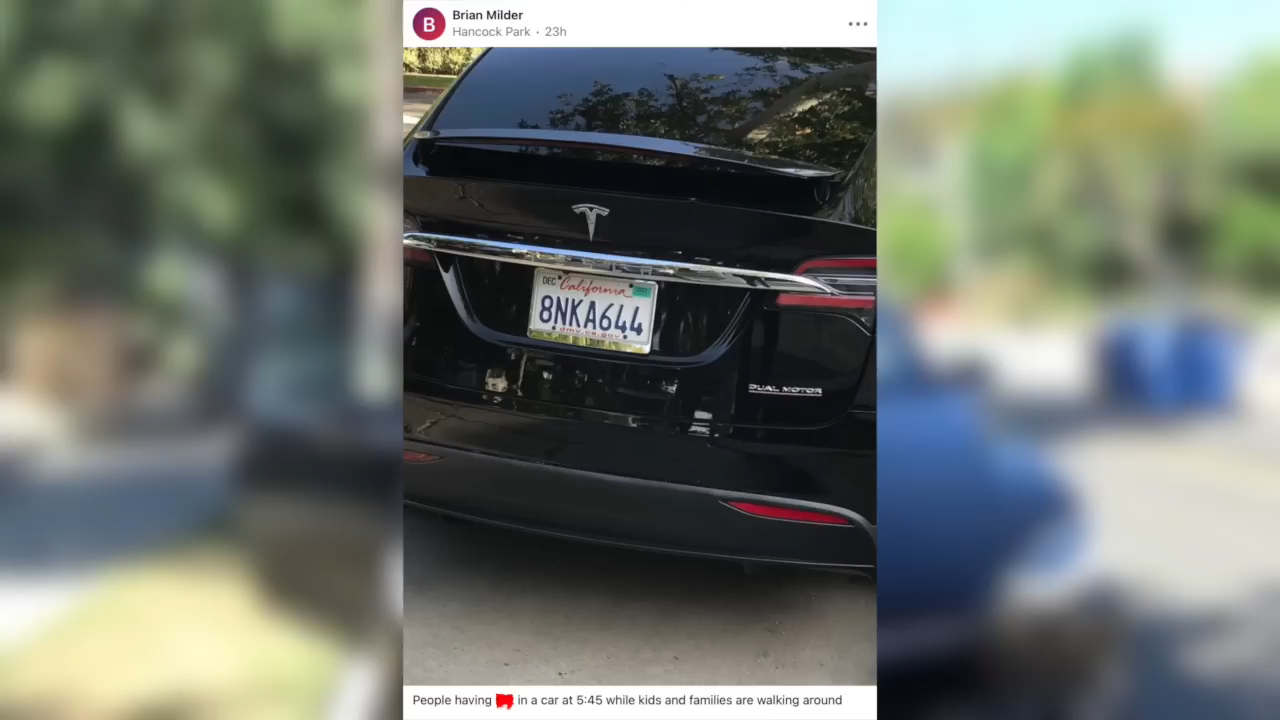 B
Brian Milder
Hancock Park · 23h
DEC California
8NKA644
dmv.ca.gov
DUAL MOTOR
People having in a car at 5:45 while kids and families are walking around